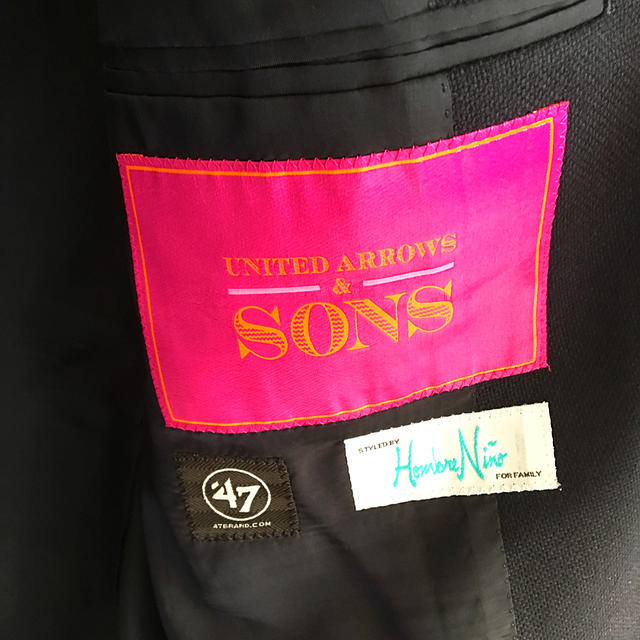 UNITED ARROWS
&
SONS
STYLED BY
Hombre Niño
FOR FAMILY
'47
47BRAND.COM